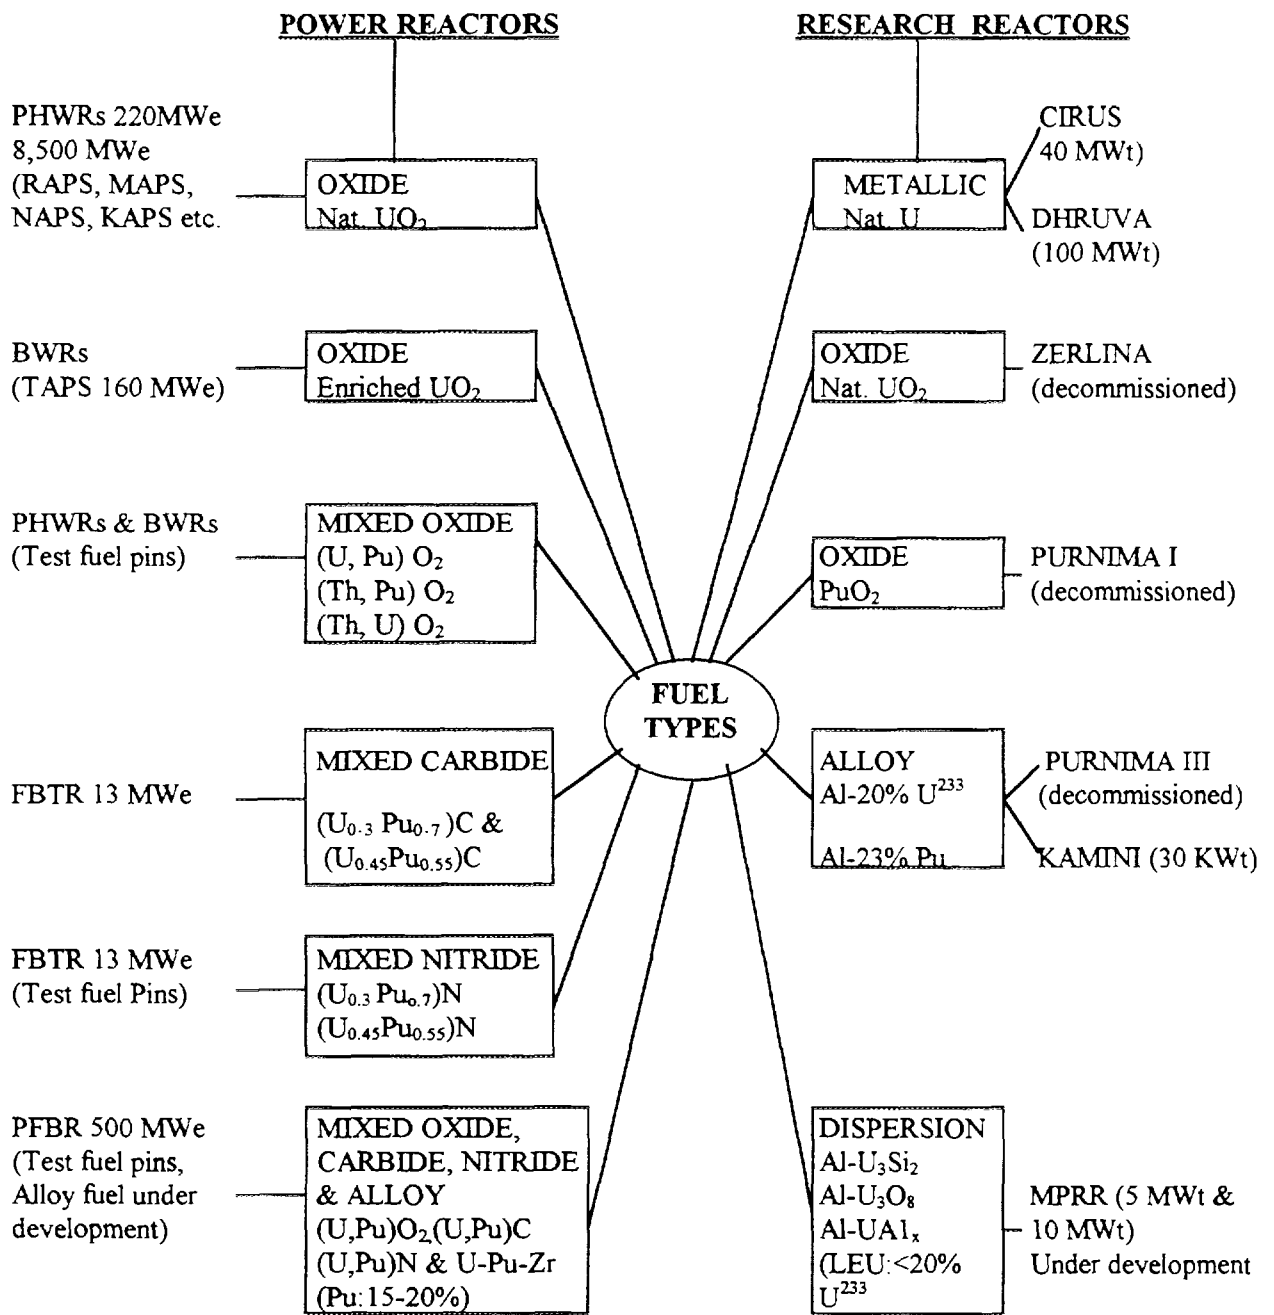 POWER REACTORS
PHWRs 220MWe
8,500 MWe
(RAPS, MAPS,
NAPS, KAPS etc.
OXIDE
Nat. UO₂
BWRs
(TAPS 160 MWe)
OXIDE
Enriched UO₂
PHWRs & BWRs
(Test fuel pins)
MIXED OXIDE
(U, Pu) O₂
(Th, Pu) O₂
(Th, U) O₂
FBTR 13 MWe
MIXED CARBIDE
(U₀.₃ Pu₀.₇)C &
(U₀.₄₅Pu₀.₅₅)C
FBTR 13 MWe
(Test fuel Pins)
MIXED NITRIDE
(U₀.₃ Pu₀.₇)N
(U₀.₄₅Pu₀.₅₅)N
PFBR 500 MWe
(Test fuel pins,
Alloy fuel under
development)
MIXED OXIDE,
CARBIDE, NITRIDE
& ALLOY
(U,Pu)O₂,(U,Pu)C
(U,Pu)N & U-Pu-Zr
(Pu:15-20%)
FUEL
TYPES
RESEARCH REACTORS
METALLIC
Nat. U
CIRUS
40 MWt)
DHRUVA
(100 MWt)
OXIDE
Nat. UO₂
ZERLINA
(decommissioned)
OXIDE
PuO₂
PURNIMA I
(decommissioned)
ALLOY
Al-20% U²³³
Al-23% Pu
PURNIMA III
(decommissioned)
KAMINI (30 KWt)
DISPERSION
Al-U₃Si₂
Al-U₃O₈
Al-UA1ₓ
(LEU:<20%
U²³³
MPRR (5 MWt &
10 MWt)
Under development